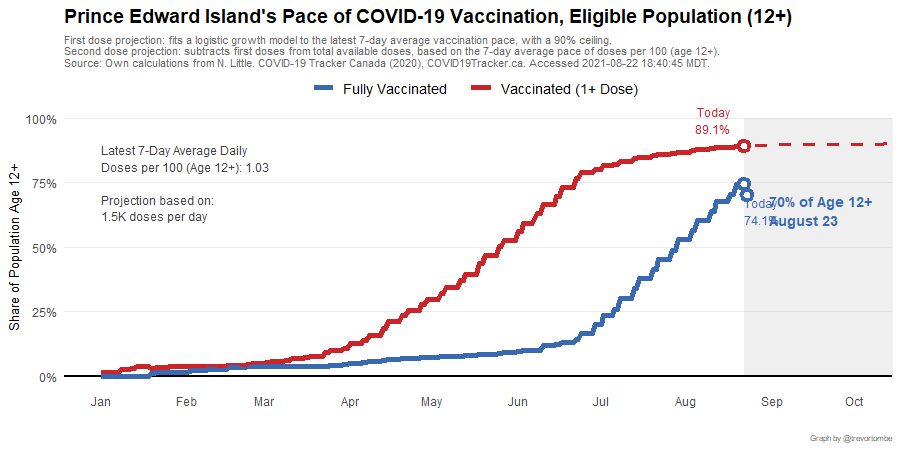 Prince Edward Island's Pace of COVID-19 Vaccination, Eligible Population (12+)
First dose projection: fits a logistic growth model to the latest 7-day average vaccination pace, with a 90% ceiling.
Second dose projection: subtracts first doses from total available doses, based on the 7-day average pace of doses per 100 (age 12+).
Source: Own calculations from N. Little. COVID-19 Tracker Canada (2020), COVID19Tracker.ca. Accessed 2021-08-22 18:40:45 MDT.
Fully Vaccinated
Vaccinated (1+ Dose)
Share of Population Age 12+
100%
75%
50%
25%
0%
Latest 7-Day Average Daily
Doses per 100 (Age 12+): 1.03
Projection based on:
1.5K doses per day
Today
89.1%
Today
74.1%
70% of Age 12+
August 23
Jan
Feb
Mar
Apr
May
Jun
Jul
Aug
Sep
Oct
Graph by @trevortombe